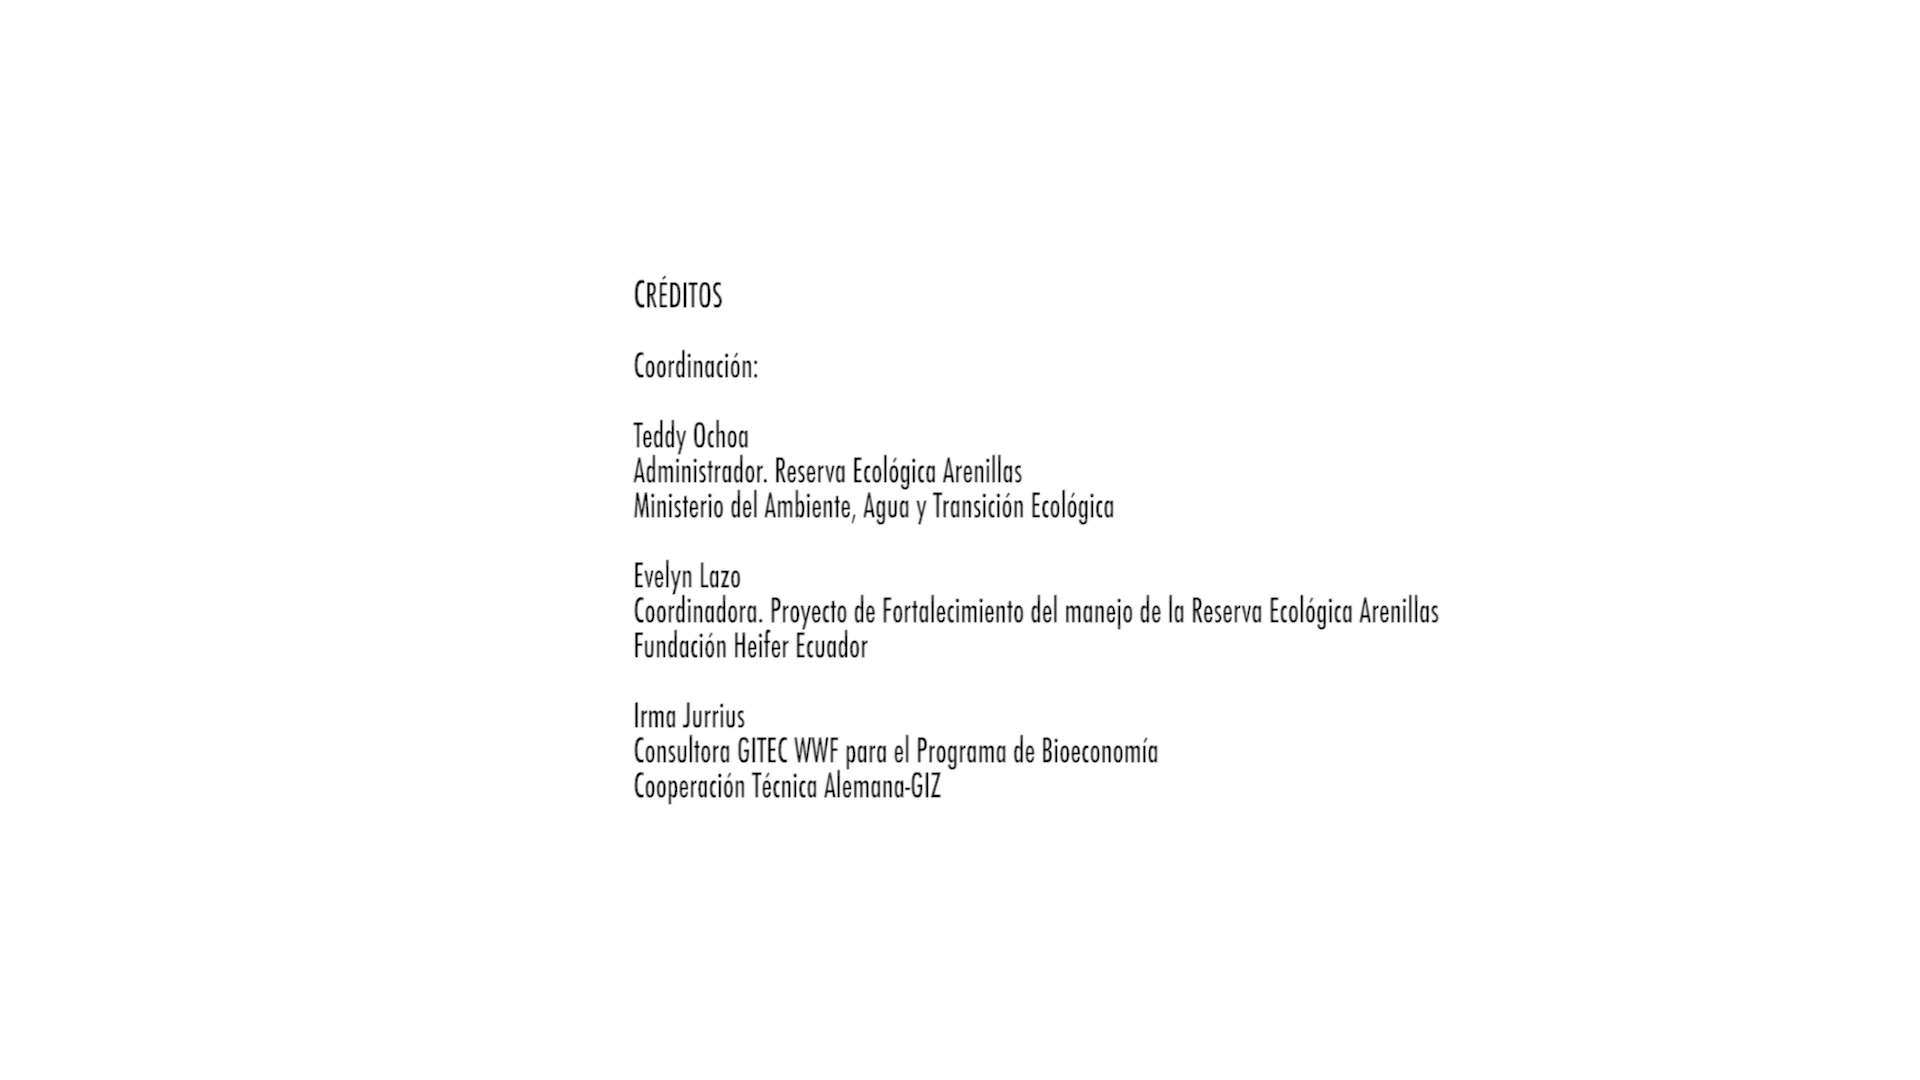 CRÉDITOS
Coordinación:
Teddy Ochoa
Administrador. Reserva Ecológica Arenillas
Ministerio del Ambiente, Agua y Transición Ecológica
Evelyn Lazo
Coordinadora. Proyecto de Fortalecimiento del manejo de la Reserva Ecológica Arenillas
Fundación Heifer Ecuador
Irma Jurrius
Consultora GITEC WWF para el Programa de Bioeconomía
Cooperación Técnica Alemana-GIZ